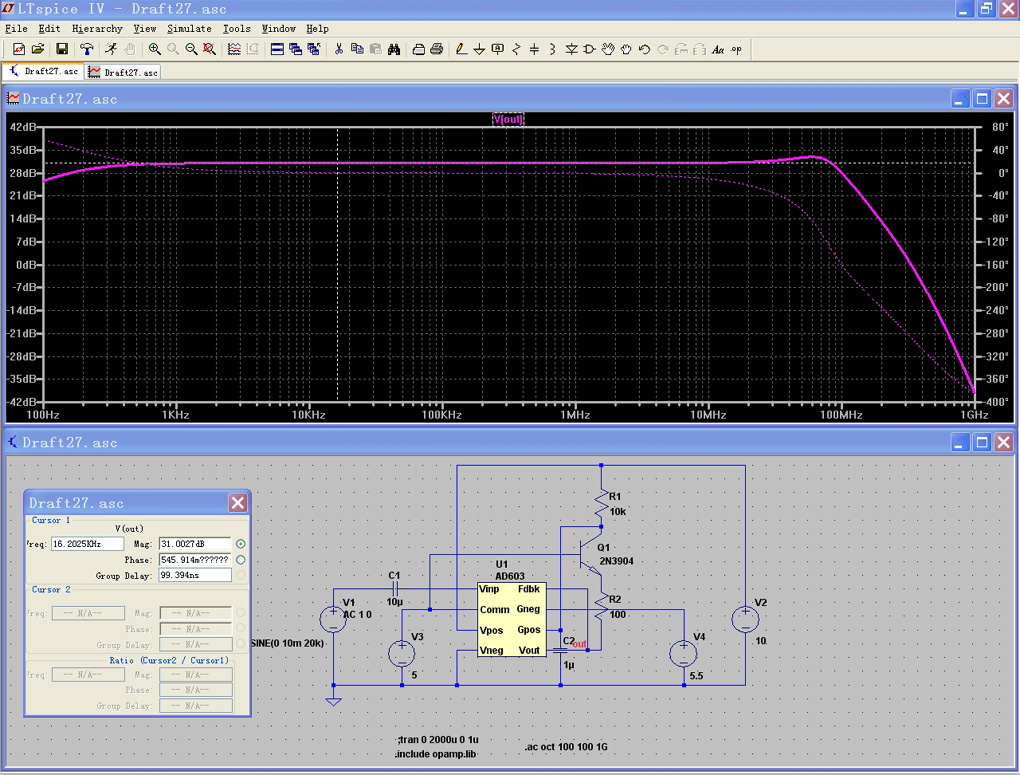 LTspice IV - Draft27.asc
File Edit Hierarchy View Simulate Tools Window Help
Draft27.asc Draft27.asc
Draft27.asc
V[out]
42dB 80°
35dB 40°
28dB 0°
21dB -40°
14dB -80°
7dB -120°
0dB -160°
-7dB -200°
-14dB -240°
-21dB -280°
-28dB -320°
-35dB -360°
-42dB -400°
100Hz 1KHz 10KHz 100KHz 1MHz 10MHz 100MHz 1GHz
Draft27.asc
Draft27.asc
Cursor 1
V(out)
req: 16.2025KHz Mag: 31.0027dB
Phase: 545.914m??????
Group Delay: 99.394ns
Cursor 2
req: -- N/A-- Mag: -- N/A--
Phase: -- N/A--
Group Delay: -- N/A--
Ratio (Cursor2 / Cursor1)
req: -- N/A-- Mag: -- N/A--
Phase: -- N/A--
Group Delay: -- N/A--
R1
10k
Q1
2N3904
U1
AD603
Vinp Fdbk
Comm Gneg
Vpos Gpos
Vneg Vout
C1
10µ
V1
AC 1 0
SINE(0 10m 20k)
V3
5
R2
100
C2
out
1µ
V4
5.5
V2
10
;tran 0 2000u 0 1u
.include opamp.lib
.ac oct 100 100 1G